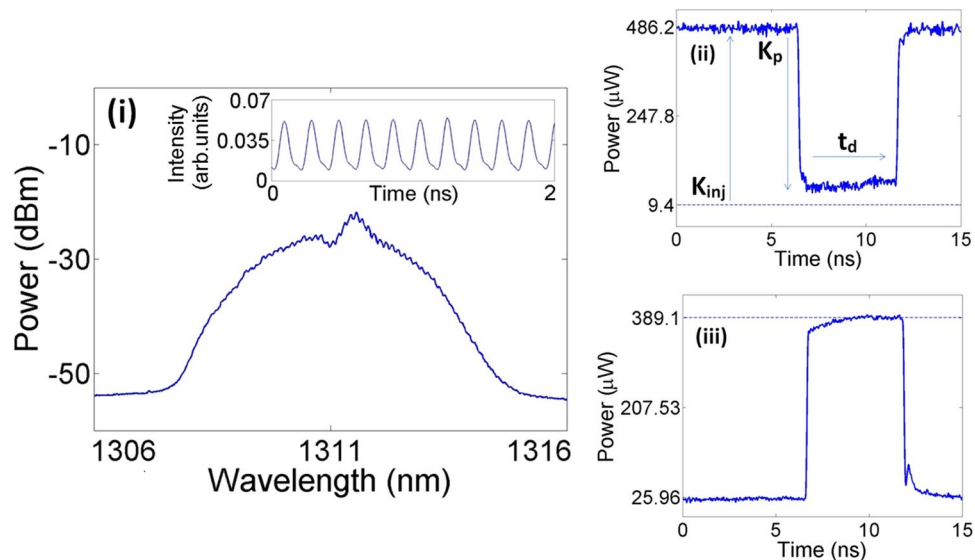 (i)
Power (dBm)
-10
-30
-50
1306
1311
1316
Wavelength (nm)
Intensity
(arb.units)
0.07
0.035
0
0
2
Time (ns)
(ii)
Power (µW)
486.2
247.8
9.4
Kp
td
Kinj
0
5
10
15
Time (ns)
(iii)
Power (µW)
389.1
207.53
25.96
0
5
10
15
Time (ns)